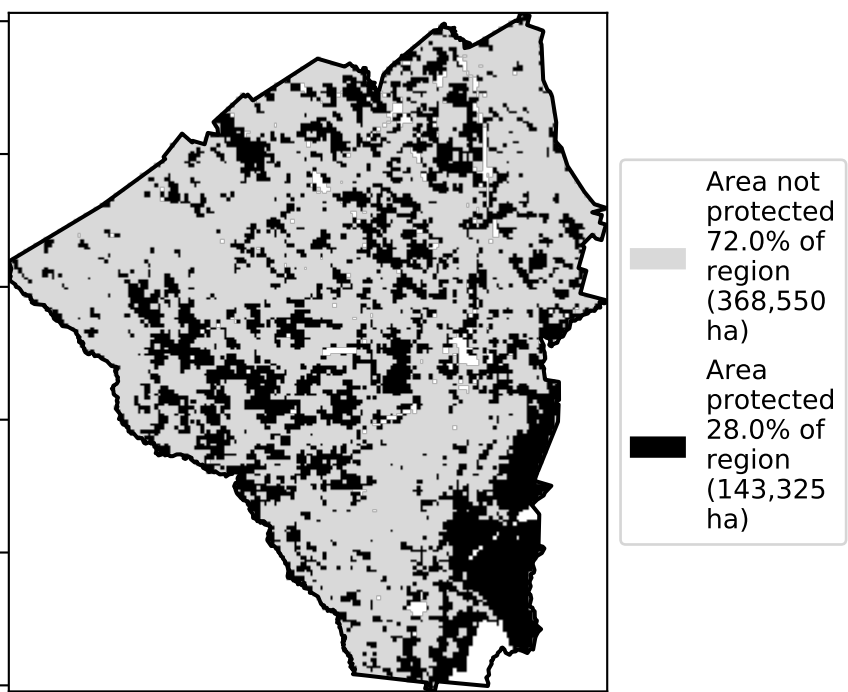 Area not
protected
72.0% of
region
(368,550
ha)
Area
protected
28.0% of
region
(143,325
ha)